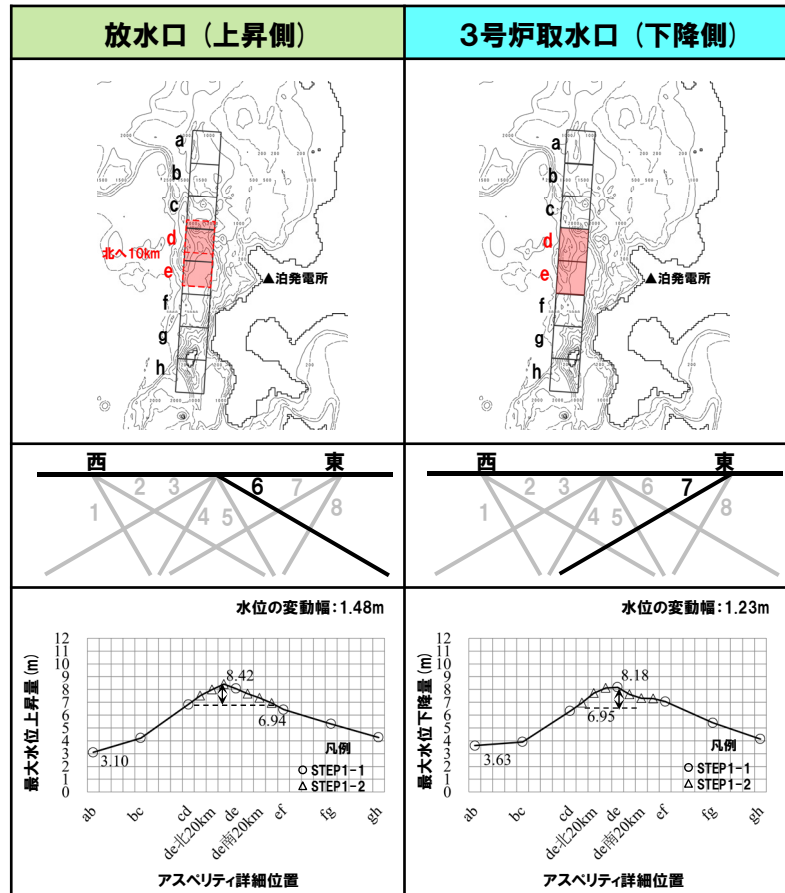 放水口（上昇側）
3号炉取水口（下降側）
a
b
c
d
北へ10km
e
f
g
h
▲泊発電所
a
b
c
d
e
f
g
h
▲泊発電所
西
東
1
2
3
4
5
6
7
8
西
東
1
2
3
4
5
6
7
8
水位の変動幅：1.48m
最大水位上昇量(m)
12
11
10
9
8
7
6
5
4
3
2
1
0
8.42
6.94
3.10
凡例
○ STEP1-1
△ STEP1-2
ab
bc
cd
de北20km
de
de南20km
ef
fg
gh
アスペリティ詳細位置
水位の変動幅：1.23m
最大水位下降量(m)
12
11
10
9
8
7
6
5
4
3
2
1
0
8.18
6.95
3.63
凡例
○ STEP1-1
△ STEP1-2
ab
bc
cd
de北20km
de
de南20km
ef
fg
gh
アスペリティ詳細位置